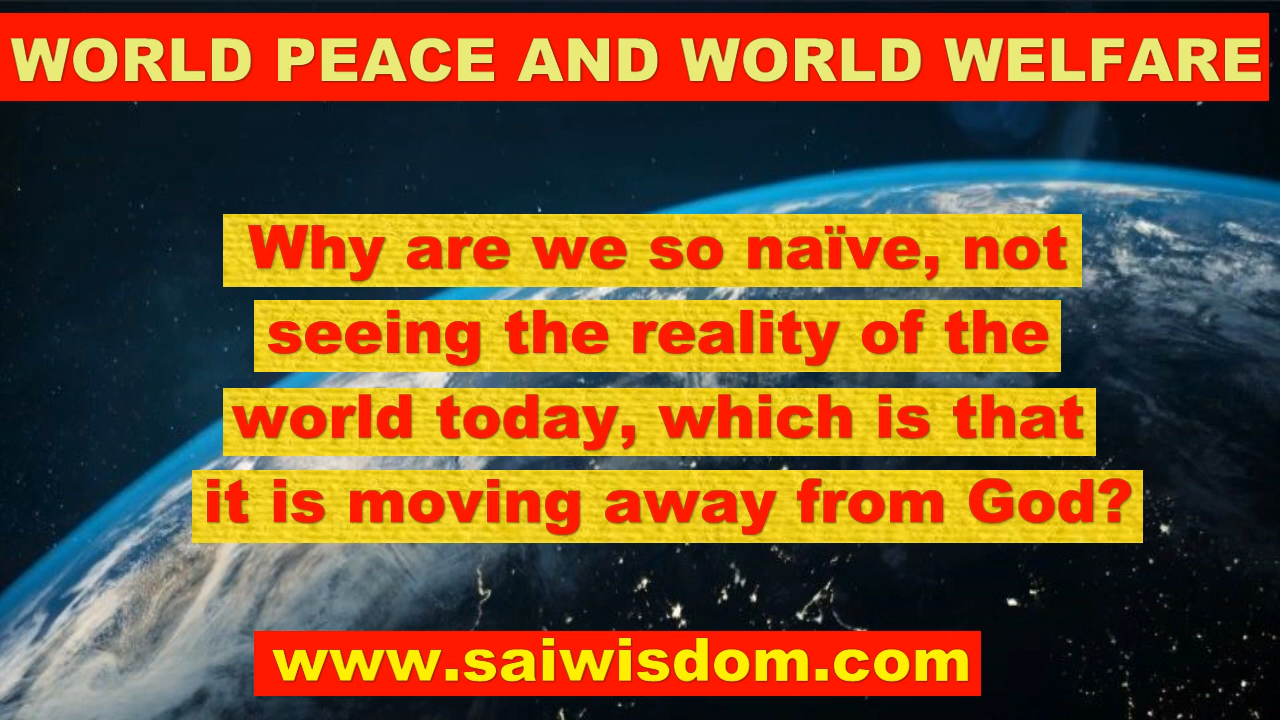 WORLD PEACE AND WORLD WELFARE
Why are we so naïve, not
seeing the reality of the
world today, which is that
it is moving away from God?
www.saiwisdom.com